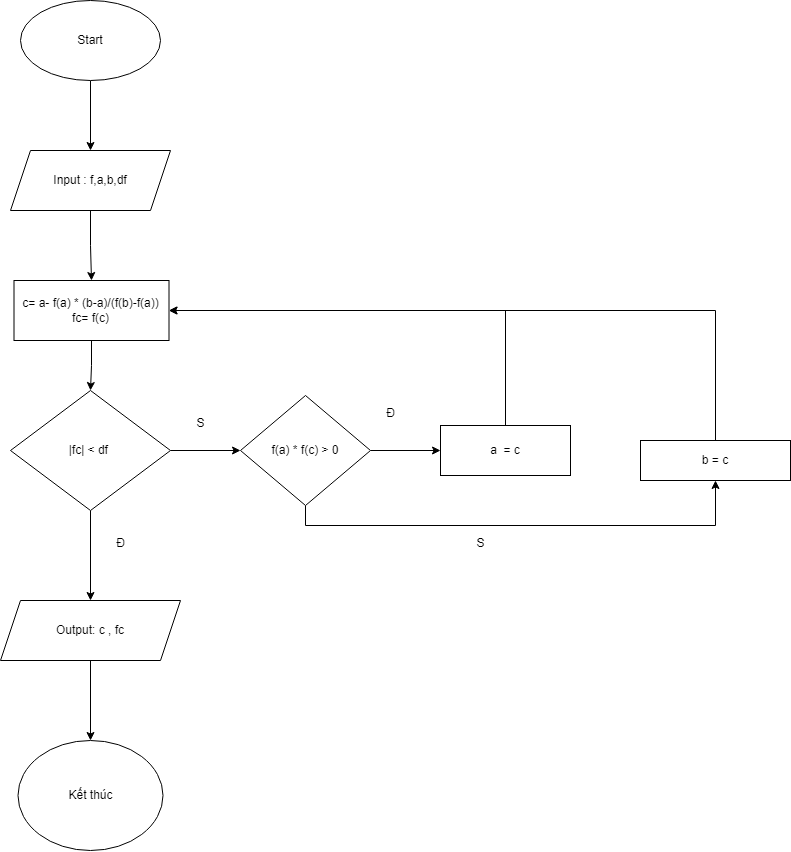 Start
Input : f,a,b,df
c= a- f(a) * (b-a)/(f(b)-f(a))
fc= f(c)
|fc| < df
S
f(a) * f(c) > 0
Đ
a  = c
b = c
S
Đ
Output: c , fc
Kết thúc